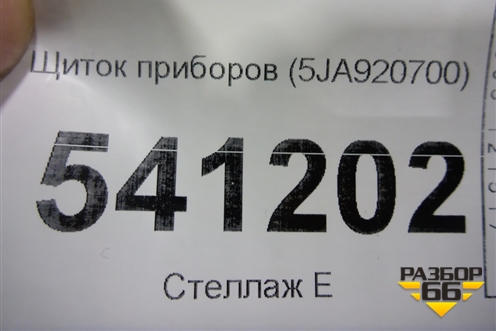 Щиток приборов (5JA920700)
541202
Стеллаж Е
РАЗБОР
66